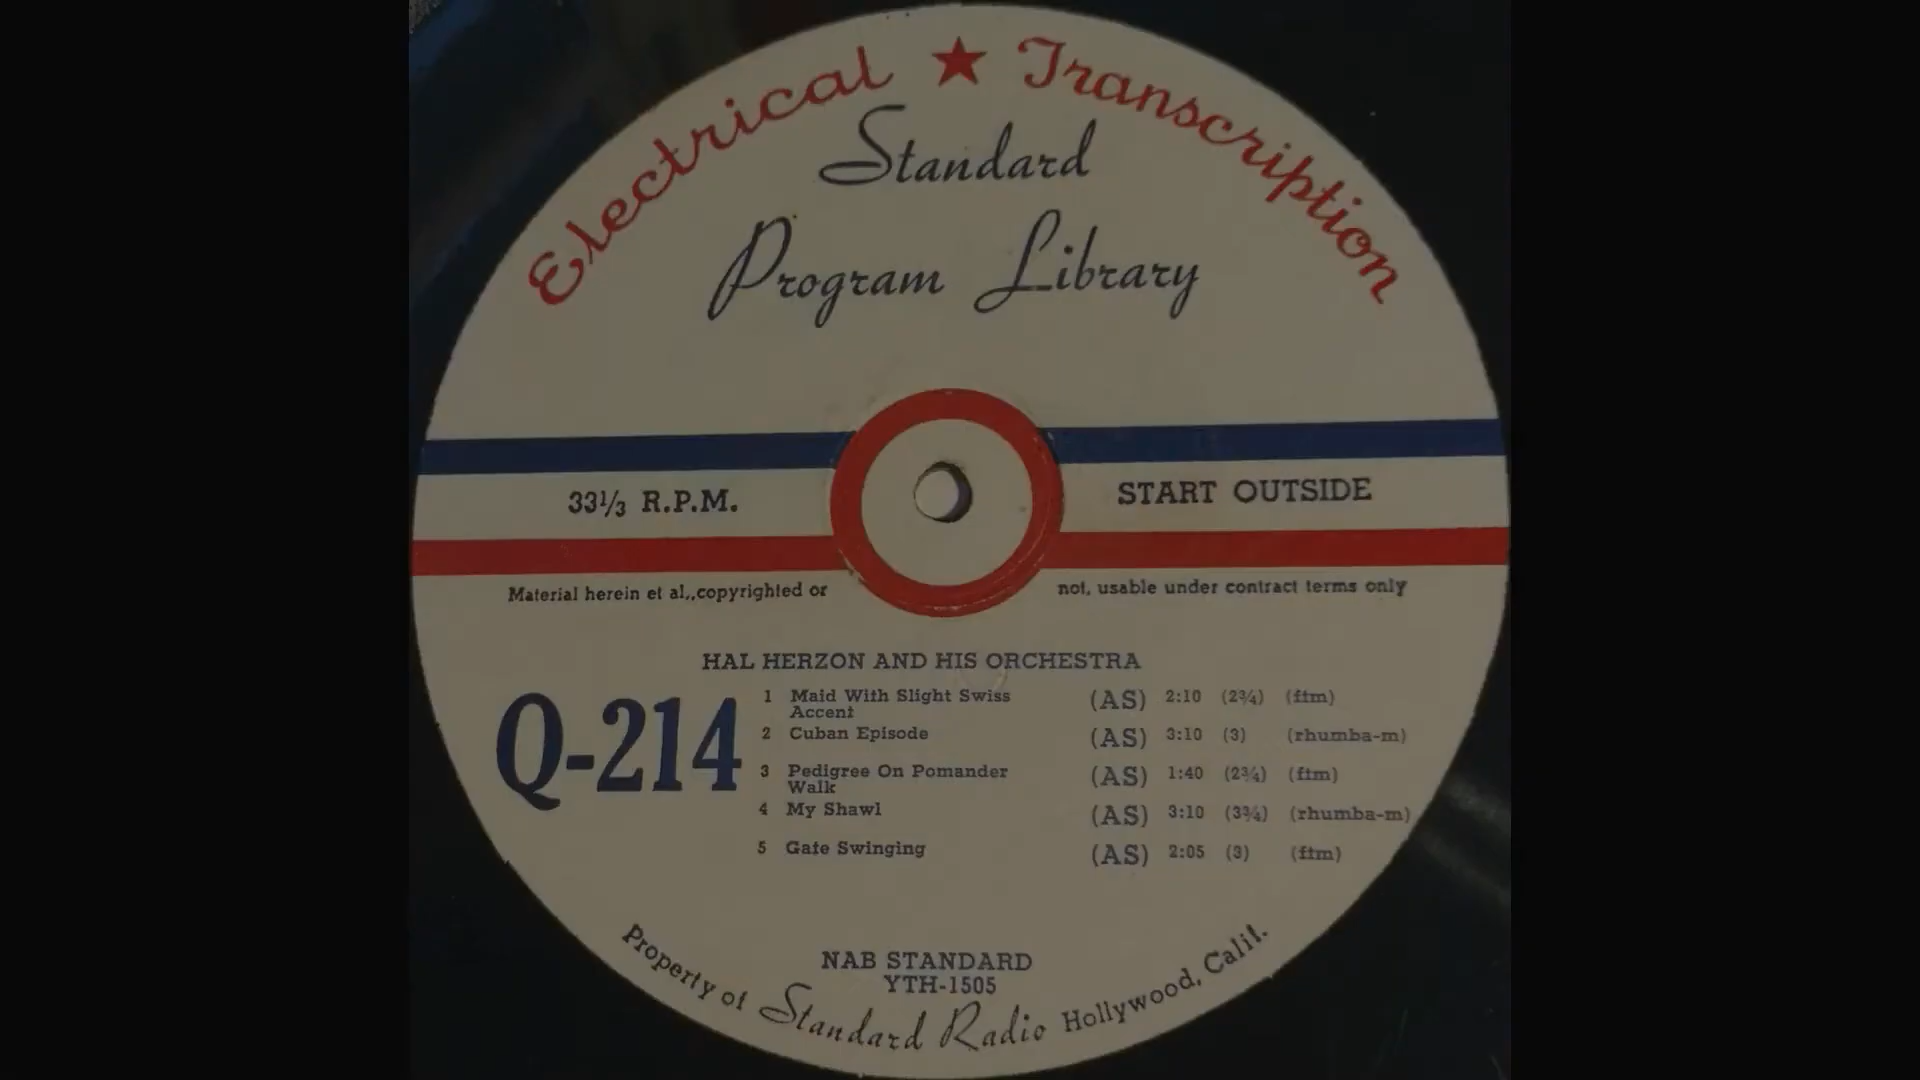 Electrical ★ Transcription
Standard
Program Library
33⅓ R.P.M.
START OUTSIDE
Material herein et al., copyrighted or not, usable under contract terms only
HAL HERZON AND HIS ORCHESTRA
Q-214
1 Maid With Slight Swiss Accent (AS) 2:10 (2¾) (ftm)
2 Cuban Episode (AS) 3:10 (3) (rhumba-m)
3 Pedigree On Pomander Walk (AS) 1:40 (2¾) (ftm)
4 My Shawl (AS) 3:10 (3¾) (rhumba-m)
5 Gate Swinging (AS) 2:05 (3) (ftm)
NAB STANDARD
YTH-1505
Property of Standard Radio Hollywood, Calif.